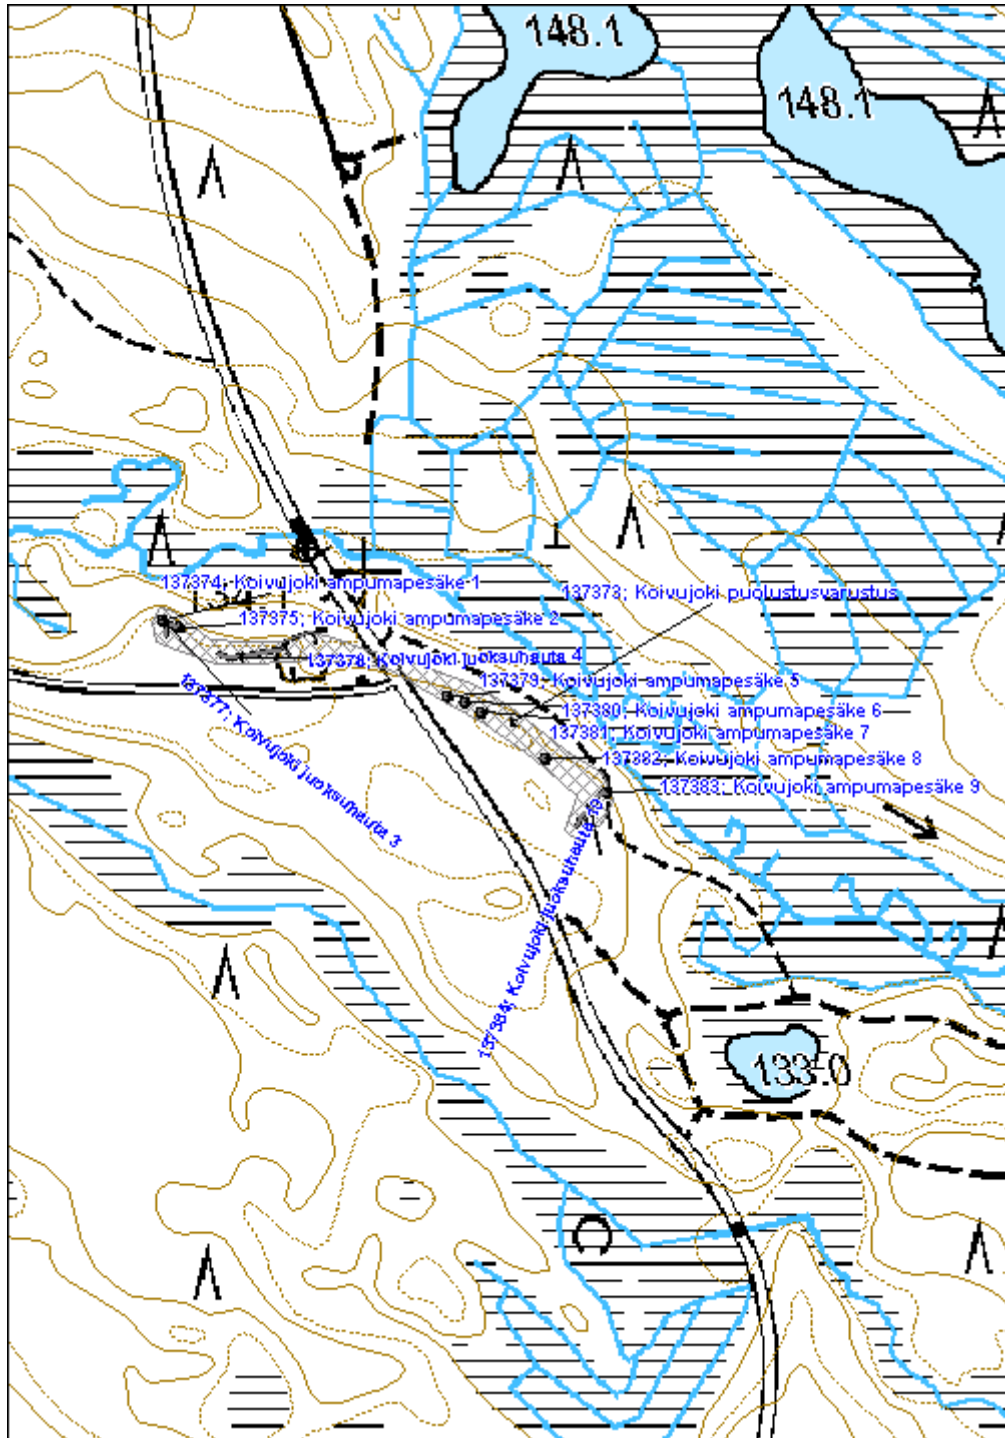 148.1
148.1
137374; Koivujoki ampumapesäke 1
137373; Koivujoki puolustusvarustus
137375; Koivujoki ampumapesäke 2
137378; Koivujoki juoksuhauta 4
137379; Koivujoki ampumapesäke 5
137377; Koivujoki juoksuhauta 3
137380; Koivujoki ampumapesäke 6
137381; Koivujoki ampumapesäke 7
137382; Koivujoki ampumapesäke 8
137383; Koivujoki ampumapesäke 9
137384; Koivujoki juoksuhauta 10
133.0